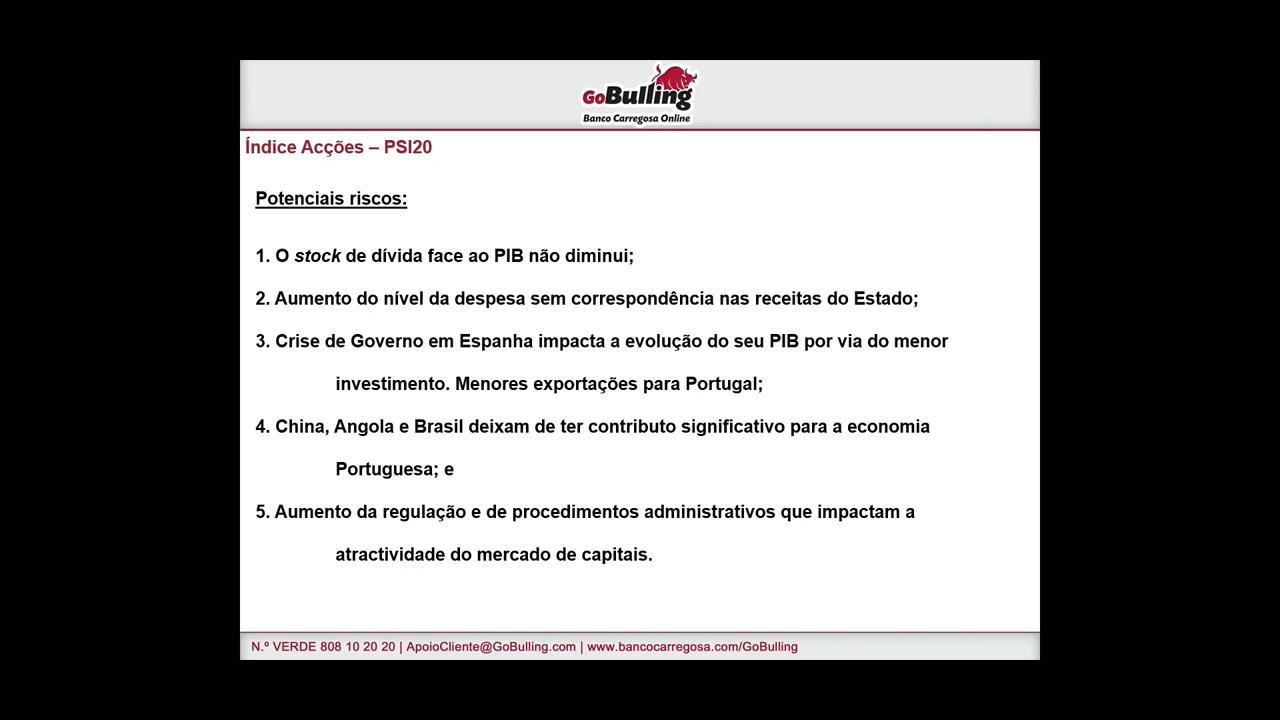 GoBulling
Banco Carregosa Online
Índice Acções – PSI20
Potenciais riscos:
1. O stock de dívida face ao PIB não diminui;
2. Aumento do nível da despesa sem correspondência nas receitas do Estado;
3. Crise de Governo em Espanha impacta a evolução do seu PIB por via do menor
investimento. Menores exportações para Portugal;
4. China, Angola e Brasil deixam de ter contributo significativo para a economia
Portuguesa; e
5. Aumento da regulação e de procedimentos administrativos que impactam a
atractividade do mercado de capitais.
N.º VERDE 808 10 20 20 | ApoioCliente@GoBulling.com | www.bancocarregosa.com/GoBulling